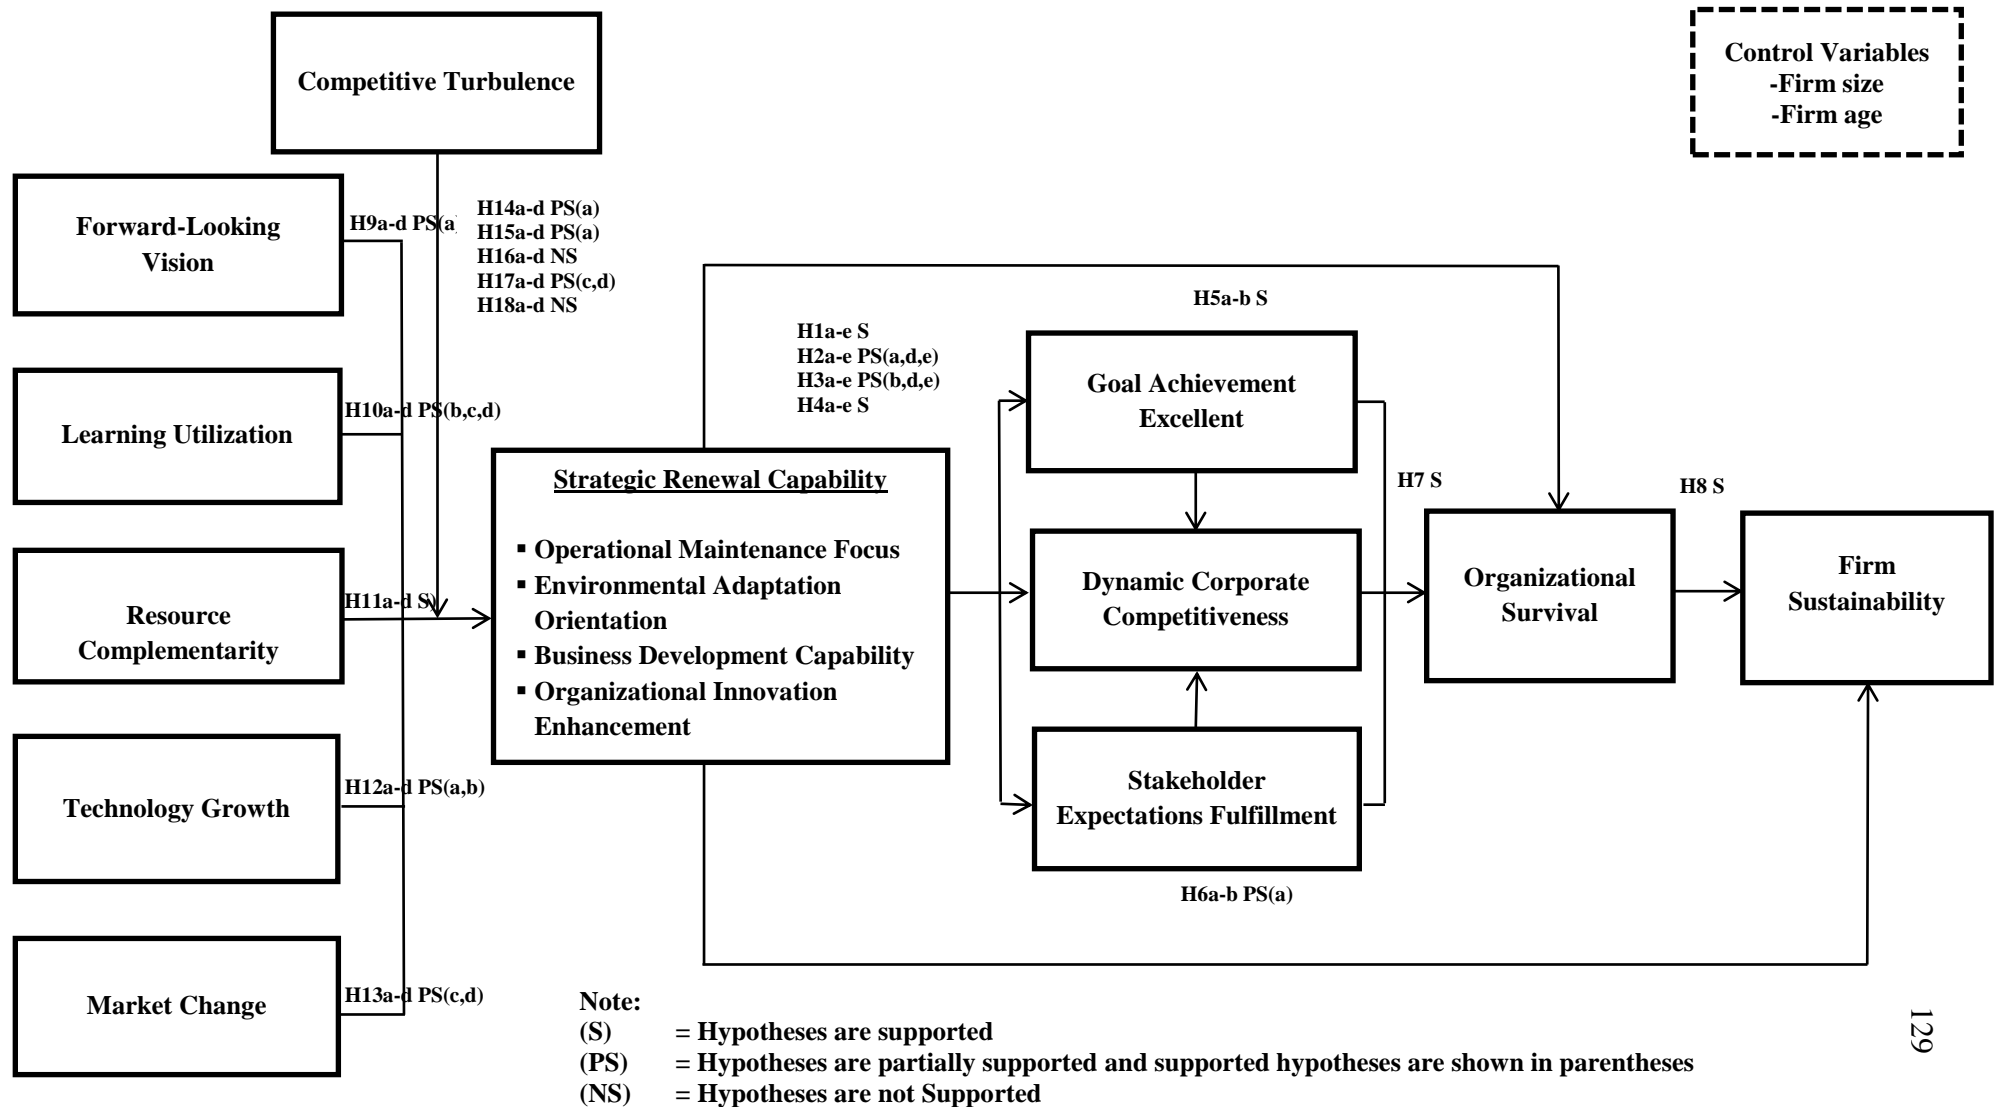 Competitive Turbulence
Control Variables
-Firm size
-Firm age
Forward-Looking
Vision
H9a-d PS(a)
H14a-d PS(a)
H15a-d PS(a)
H16a-d NS
H17a-d PS(c,d)
H18a-d NS
H5a-b S
H1a-e S
H2a-e PS(a,d,e)
H3a-e PS(b,d,e)
H4a-e S
Goal Achievement
Excellent
Learning Utilization
H10a-d PS(b,c,d)
Strategic Renewal Capability
▪ Operational Maintenance Focus
▪ Environmental Adaptation
Orientation
▪ Business Development Capability
▪ Organizational Innovation
Enhancement
H7 S
H8 S
Dynamic Corporate
Competitiveness
Organizational
Survival
Firm
Sustainability
Resource
Complementarity
H11a-d S)
Technology Growth
H12a-d PS(a,b)
Stakeholder
Expectations Fulfillment
H6a-b PS(a)
Market Change
H13a-d PS(c,d)
Note:
(S) = Hypotheses are supported
(PS) = Hypotheses are partially supported and supported hypotheses are shown in parentheses
(NS) = Hypotheses are not Supported
129